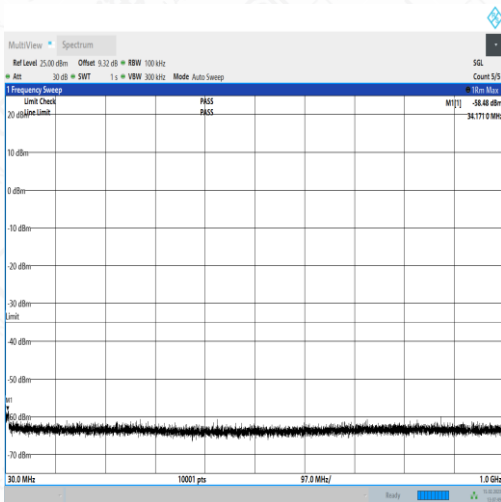 MultiView Spectrum
Ref Level 25.00 dBm Offset 9.32 dB RBW 100 kHz SGL
Att 30 dB SWT 1 s VBW 300 kHz Mode Auto Sweep Count 5/5
1 Frequency Sweep 1Rm Max
Limit Check PASS M1[1] -58.48 dBm
Line Limit PASS 34.171 0 MHz
20 dBm
10 dBm
0 dBm
-10 dBm
-20 dBm
-30 dBm
Limit
-40 dBm
-50 dBm
M1
-60 dBm
-70 dBm
30.0 MHz 10001 pts 97.0 MHz/ 1.0 GHz
Ready